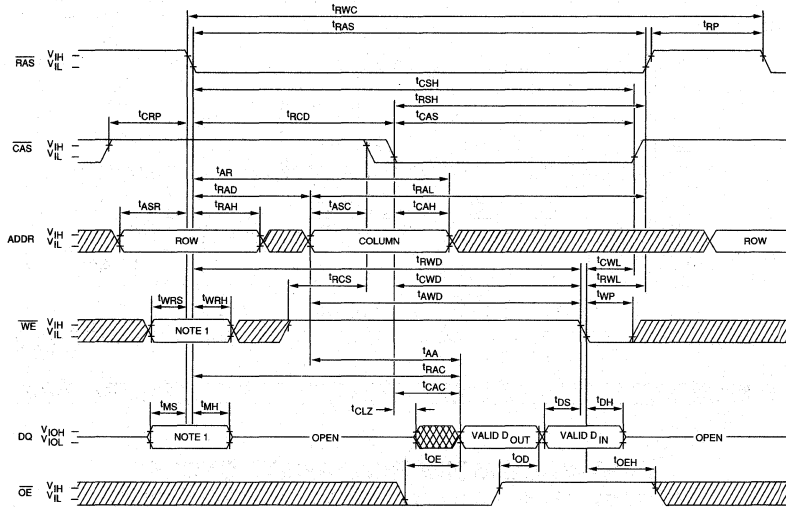 tRWC
tRAS
tRP
RAS VIH VIL
tCSH
tRSH
tCRP tRCD tCAS
CAS VIH VIL
tAR
tRAD tRAL
tASR tRAH tASC tCAH
ADDR VIH VIL ROW COLUMN ROW
tRWD tCWL
tRCS tCWD tRWL
tWRS tWRH tAWD tWP
WE VIH VIL NOTE 1
tAA
tRAC
tCAC
tMS tMH tCLZ tDS tDH
DQ VIOH VIOL NOTE 1 OPEN VALID DOUT VALID DIN OPEN
tOE tOD tOEH
OE VIH VIL